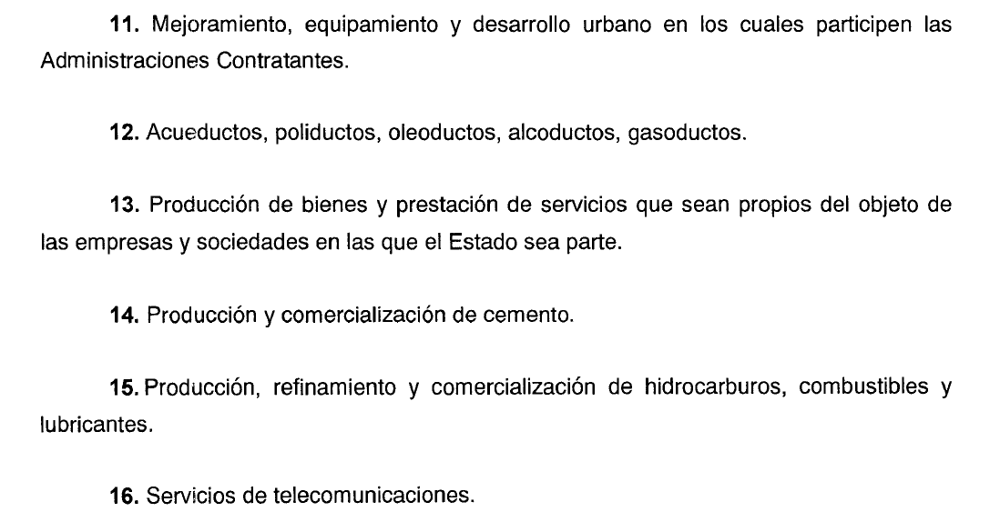 11. Mejoramiento, equipamiento y desarrollo urbano en los cuales participen las
Administraciones Contratantes.
12. Acueductos, poliductos, oleoductos, alcoductos, gasoductos.
13. Producción de bienes y prestación de servicios que sean propios del objeto de
las empresas y sociedades en las que el Estado sea parte.
14. Producción y comercialización de cemento.
15. Producción, refinamiento y comercialización de hidrocarburos, combustibles y
lubricantes.
16. Servicios de telecomunicaciones.